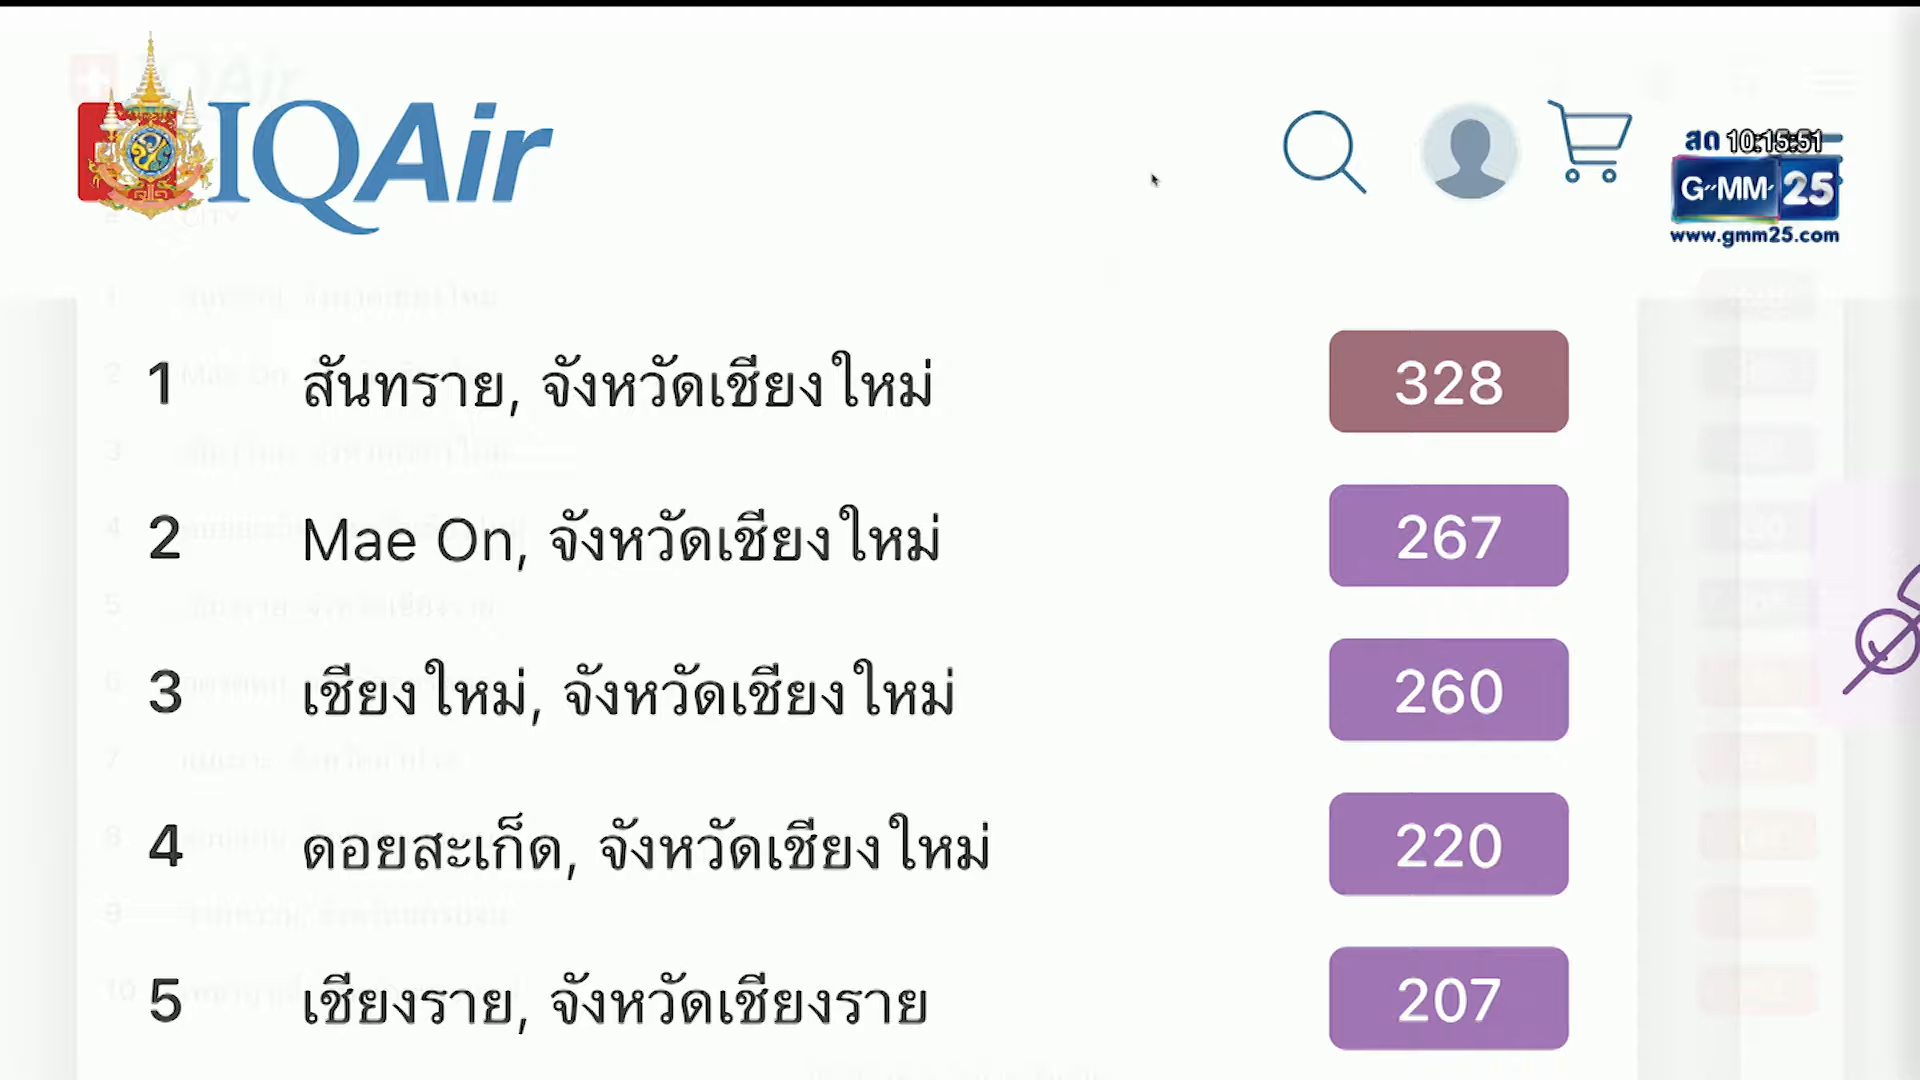 IQAir
สด 10:15:51
GMM 25
www.gmm25.com
CITY
1 สันทราย, จังหวัดเชียงใหม่ 328
2 Mae On, จังหวัดเชียงใหม่ 267
3 เชียงใหม่, จังหวัดเชียงใหม่ 260
4 ดอยสะเก็ด, จังหวัดเชียงใหม่ 220
5 เชียงราย, จังหวัดเชียงราย 207